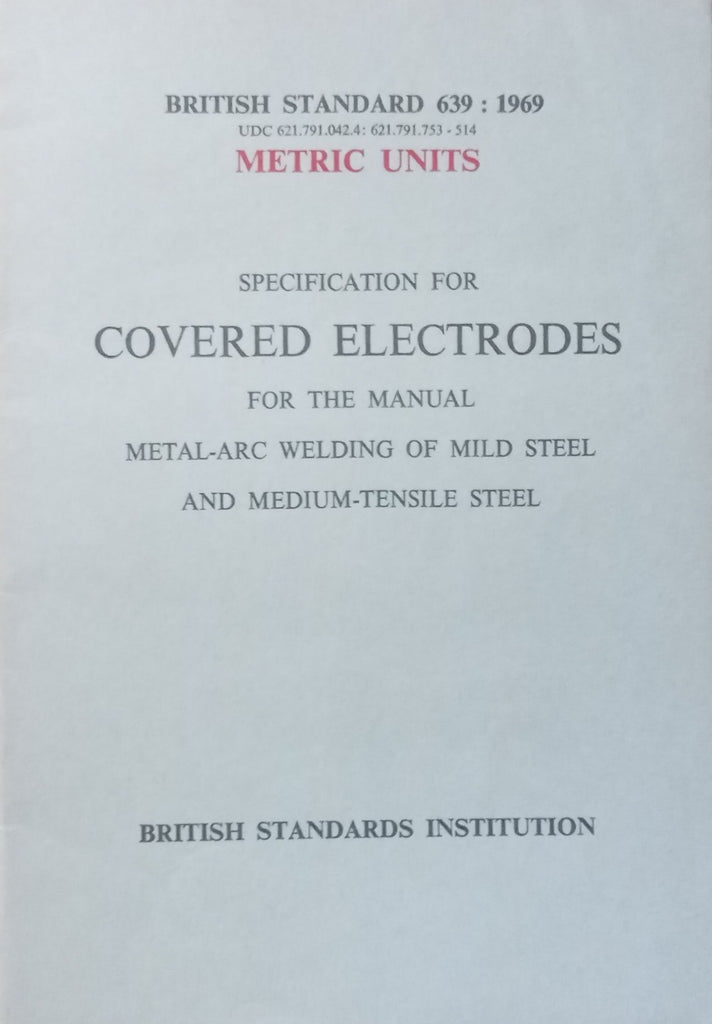 BRITISH STANDARD 639 : 1969
UDC 621.791.042.4: 621.791.753 - 514
METRIC UNITS
SPECIFICATION FOR
COVERED ELECTRODES
FOR THE MANUAL
METAL-ARC WELDING OF MILD STEEL
AND MEDIUM-TENSILE STEEL
BRITISH STANDARDS INSTITUTION